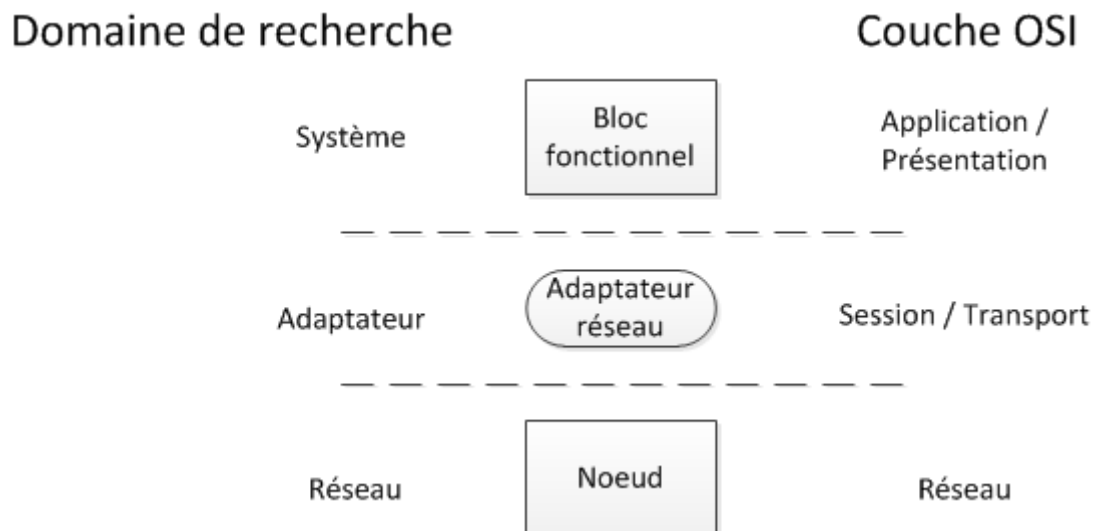 Domaine de recherche
Couche OSI
Système
Bloc
fonctionnel
Application /
Présentation
Adaptateur
Adaptateur
réseau
Session / Transport
Réseau
Noeud
Réseau